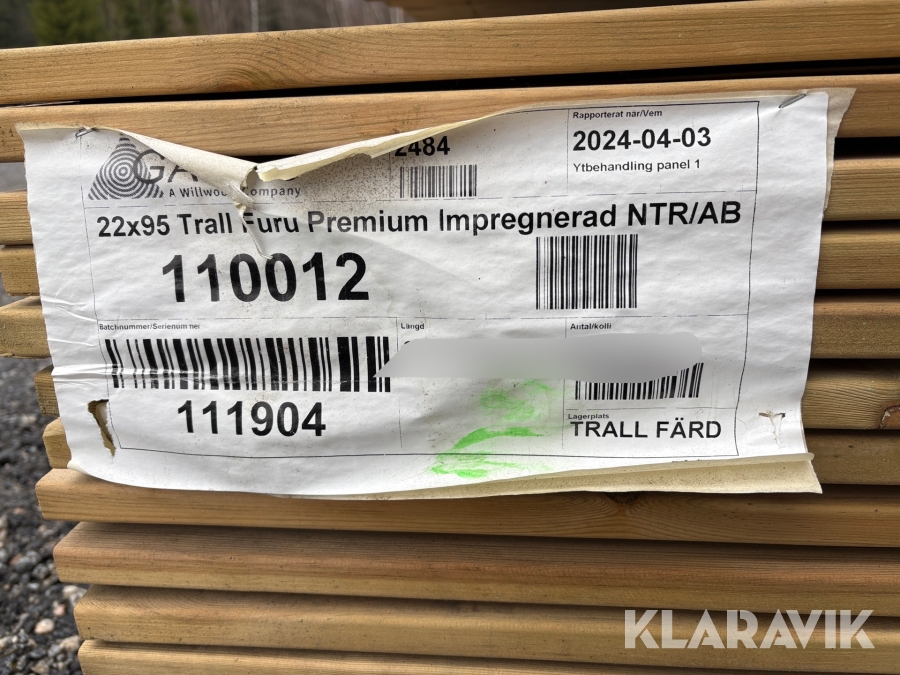 GA
A Willwood Company
2484
Rapporterat när/Vem
2024-04-03
Ytbehandling panel 1
22x95 Trall Furu Premium Impregnerad NTR/AB
110012
Batchnummer/Serienummer
Längd
Antal/kolli
111904
Lagerplats
TRALL FÄRD
KLARAVIK